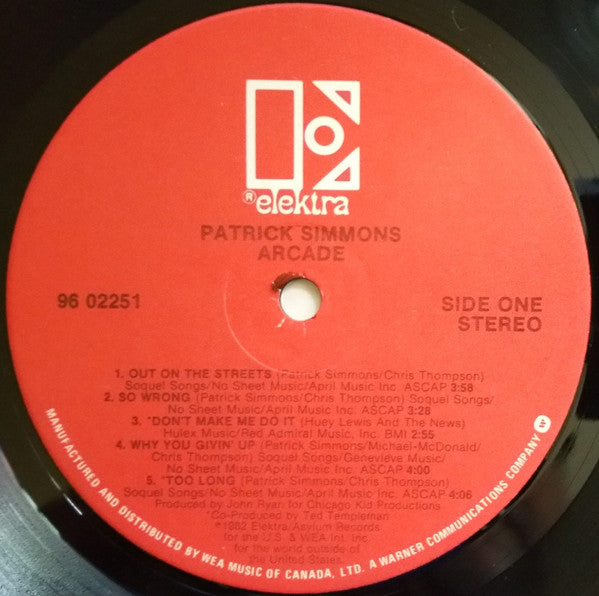 ® elektra
PATRICK SIMMONS
ARCADE
96 02251
SIDE ONE
STEREO
1. OUT ON THE STREETS (Patrick Simmons/Chris Thompson)
Soquel Songs/No Sheet Music/April Music Inc. ASCAP 3:58
2. SO WRONG (Patrick Simmons/Chris Thompson) Soquel Songs/
No Sheet Music/April Music Inc. ASCAP 3:28
3. *DON'T MAKE ME DO IT (Huey Lewis And The News)
Hulex Music/Red Admiral Music, Inc. BMI 2:55
4. WHY YOU GIVIN' UP (Patrick Simmons/Michael McDonald/
Chris Thompson) Soquel Songs/Genevieve Music/
No Sheet Music/April Music Inc. ASCAP 4:00
5. *TOO LONG (Patrick Simmons/Chris Thompson)
Soquel Songs/No Sheet Music/April Music Inc. ASCAP 4:06
Produced by John Ryan for Chicago Kid Productions
*Co-Produced by Ted Templeman
℗1982 Elektra/Asylum Records
for the U.S. & WEA Int. Inc.
for the world outside of
the United States
MANUFACTURED AND DISTRIBUTED BY WEA MUSIC OF CANADA, LTD. A WARNER COMMUNICATIONS COMPANY